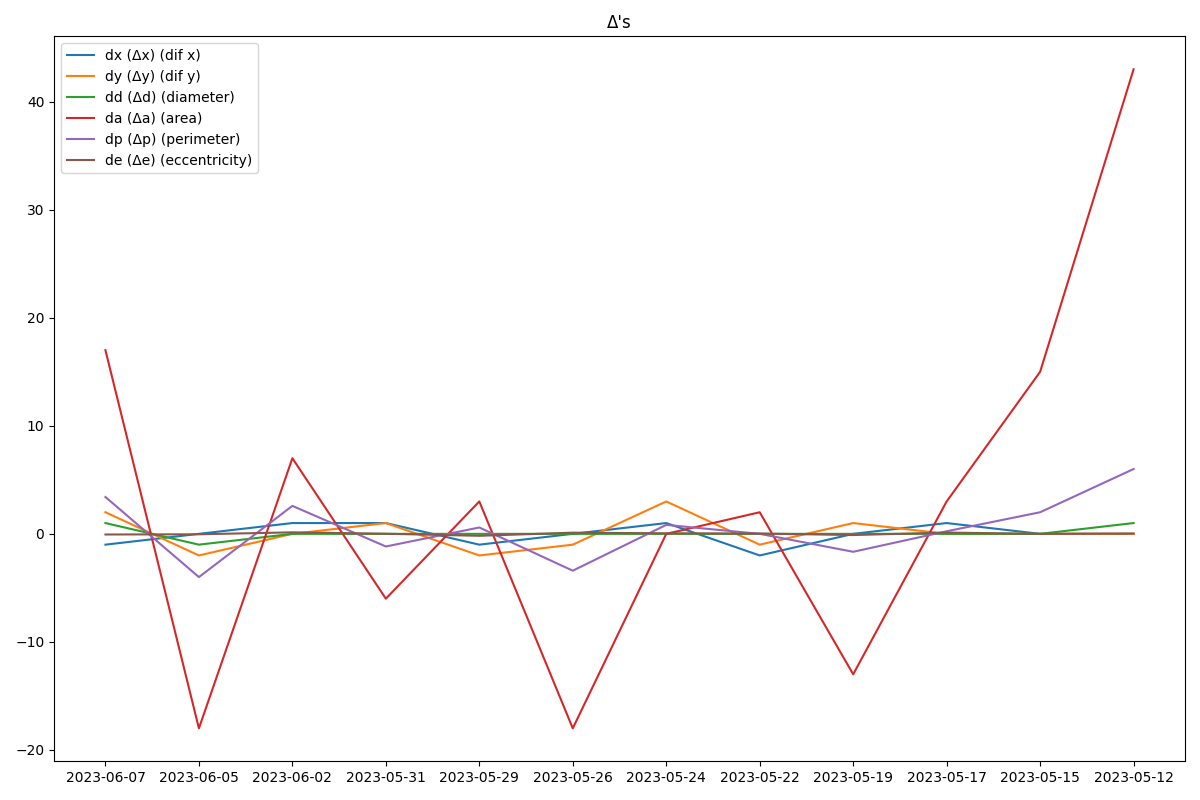 Δ's
dx (Δx) (dif x)
dy (Δy) (dif y)
dd (Δd) (diameter)
da (Δa) (area)
dp (Δp) (perimeter)
de (Δe) (eccentricity)
40
30
20
10
0
−10
−20
2023-06-07 2023-06-05 2023-06-02 2023-05-31 2023-05-29 2023-05-26 2023-05-24 2023-05-22 2023-05-19 2023-05-17 2023-05-15 2023-05-12